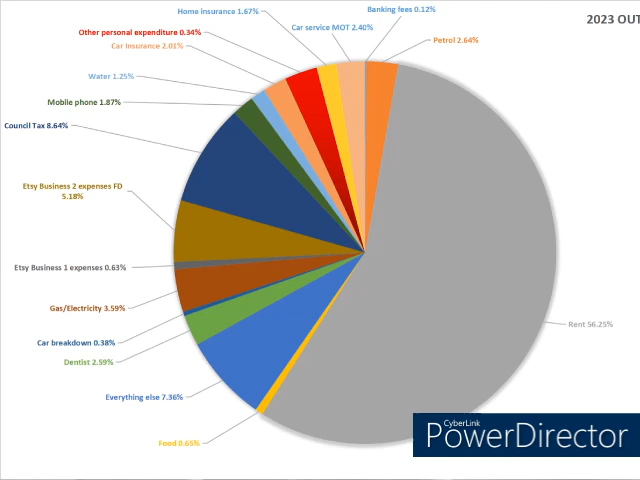 Banking fees 0.12%
Home insurance 1.67%
2023 OUT
Car service MOT 2.40%
Other personal expenditure 0.34%
Petrol 2.64%
Car Insurance 2.01%
Water 1.25%
Mobile phone 1.87%
Council Tax 8.64%
Etsy Business 2 expenses FD
5.18%
Etsy Business 1 expenses 0.63%
Gas/Electricity 3.59%
Rent 56.25%
Car breakdown 0.38%
Dentist 2.59%
Everything else 7.36%
Food 0.65%
CyberLink
PowerDirector